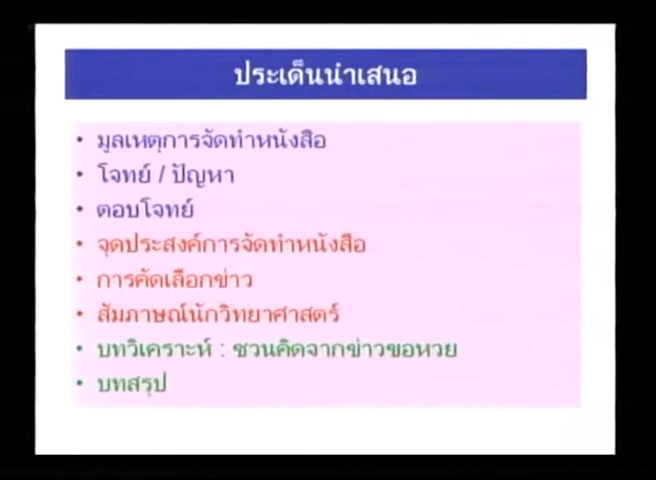 ประเด็นนำเสนอ
• มูลเหตุการจัดทำหนังสือ
• โจทย์ / ปัญหา
• ตอบโจทย์
• จุดประสงค์การจัดทำหนังสือ
• การคัดเลือกข่าว
• สัมภาษณ์นักวิทยาศาสตร์
• บทวิเคราะห์ : ชวนคิดจากข่าวขอหวย
• บทสรุป